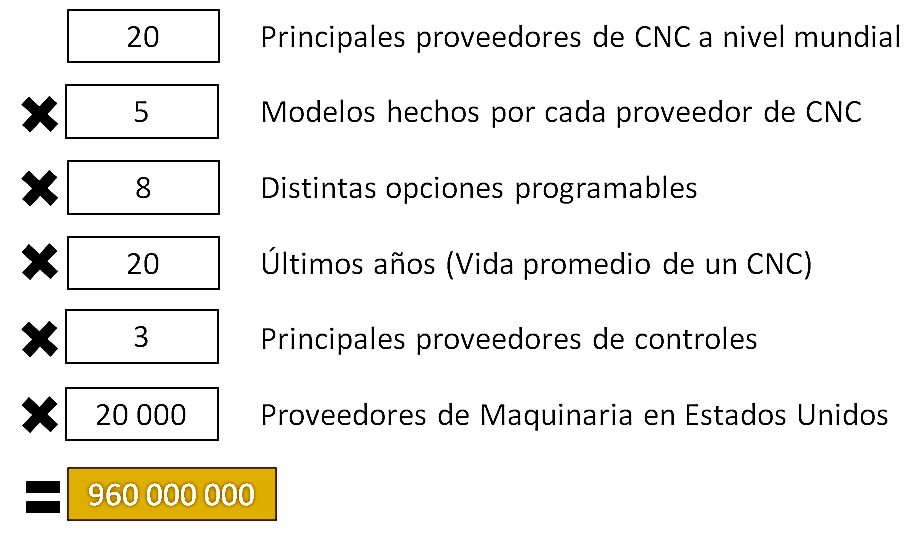 20 Principales proveedores de CNC a nivel mundial
✖ 5 Modelos hechos por cada proveedor de CNC
✖ 8 Distintas opciones programables
✖ 20 Últimos años (Vida promedio de un CNC)
✖ 3 Principales proveedores de controles
✖ 20 000 Proveedores de Maquinaria en Estados Unidos
= 960 000 000